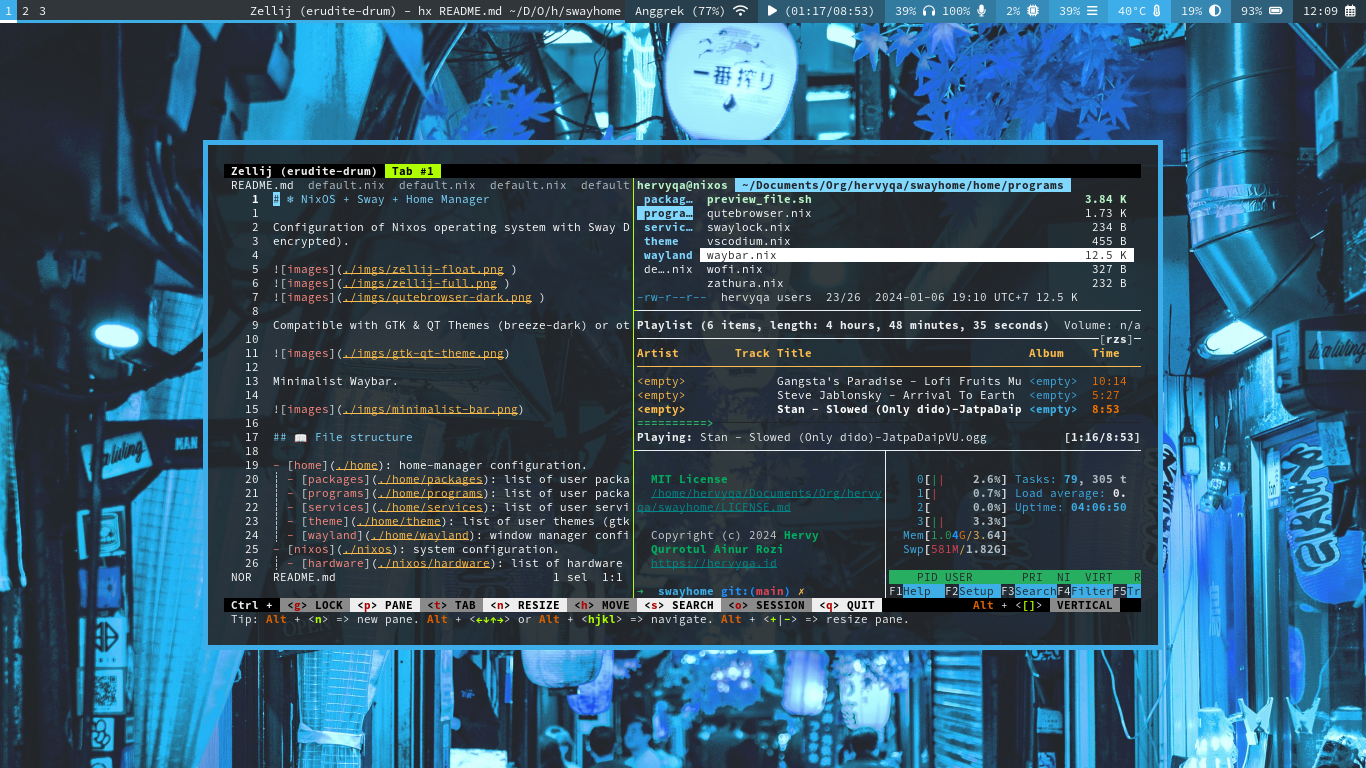 1 2 3 Zellij (erudite-drum) - hx README.md ~/D/O/h/swayhome Anggrek (77%) (01:17/08:53) 39% 100% 2% 39% 40°C 19% 93% 12:09
一番搾り
Zellij (erudite-drum) Tab #1
README.md default.nix default.nix default.nix default
1 # ❄ NixOS + Sway + Home Manager
1
2 Configuration of Nixos operating system with Sway D
3 encrypted).
4
5 ![images](./imgs/zellij-float.png )
6 ![images](./imgs/zellij-full.png )
7 ![images](./imgs/qutebrowser-dark.png )
8
9 Compatible with GTK & QT Themes (breeze-dark) or ot
10
11 ![images](./imgs/gtk-qt-theme.png)
12
13 Minimalist Waybar.
14
15 ![images](./imgs/minimalist-bar.png)
16
17 ## 📖 File structure
18
19 - [home](./home): home-manager configuration.
20 - [packages](./home/packages): list of user packa
21 - [programs](./home/programs): list of user progr
22 - [services](./home/services): list of user servi
23 - [theme](./home/theme): list of user themes (gtk
24 - [wayland](./home/wayland): window manager confi
25 - [nixos](./nixos): system configuration.
26 - [hardware](./nixos/hardware): list of hardware
NOR README.md 1 sel 1:1
hervyqa@nixos ~/Documents/Org/hervyqa/swayhome/home/programs
packag… preview_file.sh 3.84 K
progra… qutebrowser.nix 1.73 K
servic… swaylock.nix 234 B
theme vscodium.nix 455 B
wayland waybar.nix 12.5 K
de….nix wofi.nix 327 B
zathura.nix 232 B
-rw-r--r-- hervyqa users 23/26 2024-01-06 19:10 UTC+7 12.5 K
Playlist (6 items, length: 4 hours, 48 minutes, 35 seconds) Volume: n/a
[rzs]
Artist Track Title Album Time
<empty> Gangsta's Paradise - Lofi Fruits Mu <empty> 10:14
<empty> Steve Jablonsky - Arrival To Earth <empty> 5:27
<empty> Stan - Slowed (Only dido)-JatpaDaip <empty> 8:53
==========>
Playing: Stan - Slowed (Only dido)-JatpaDaipVU.ogg [1:16/8:53]
MIT License
/home/hervyqa/Documents/Org/hervy
qa/swayhome/LICENSE.md
Copyright (c) 2024 Hervy
Qurrotul Ainur Rozi
https://hervyqa.id
→ swayhome git:(main) ✗
0[|| 2.6%] Tasks: 79, 305 t
1[| 0.7%] Load average: 0.
2[ 0.0%] Uptime: 04:06:50
3[|| 3.3%]
Mem[1.04G/3.64]
Swp[581M/1.82G]
PID USER PRI NI VIRT R
F1Help F2Setup F3SearchF4FilterF5Tr
Ctrl + <g> LOCK <p> PANE <t> TAB <n> RESIZE <h> MOVE <s> SEARCH <o> SESSION <q> QUIT Alt + <[]> VERTICAL
Tip: Alt + <n> => new pane. Alt + <←↓↑→> or Alt + <hjkl> => navigate. Alt + <+|-> => resize pane.
living
MAN